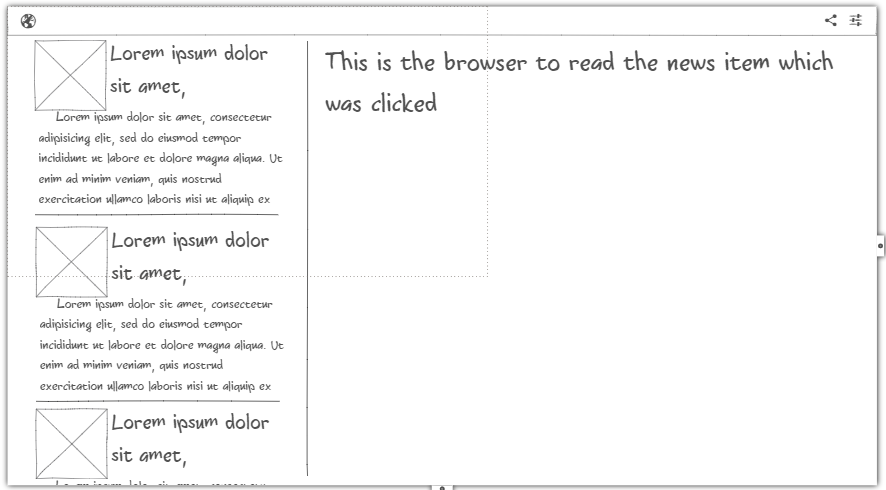 Lorem ipsum dolor
sit amet,
Lorem ipsum dolor sit amet, consectetur
adipisicing elit, sed do eiusmod tempor
incididunt ut labore et dolore magna aliqua. Ut
enim ad minim veniam, quis nostrud
exercitation ullamco laboris nisi ut aliquip ex
Lorem ipsum dolor
sit amet,
Lorem ipsum dolor sit amet, consectetur
adipisicing elit, sed do eiusmod tempor
incididunt ut labore et dolore magna aliqua. Ut
enim ad minim veniam, quis nostrud
exercitation ullamco laboris nisi ut aliquip ex
Lorem ipsum dolor
sit amet,
This is the browser to read the news item which
was clicked